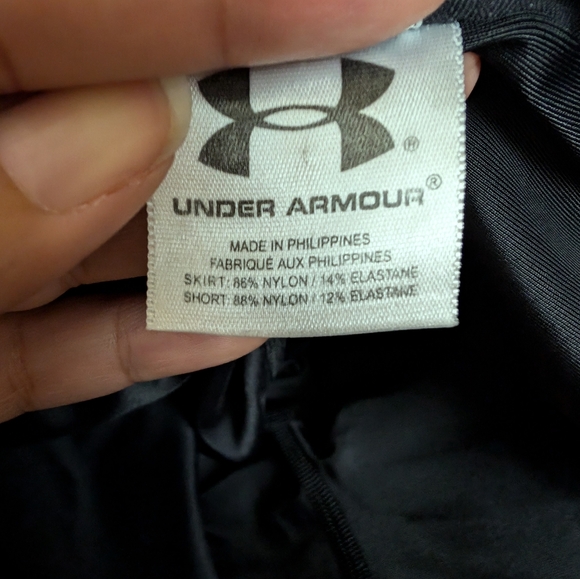 ®
UNDER ARMOUR®
MADE IN PHILIPPINES
FABRIQUÉ AUX PHILIPPINES
SKIRT: 86% NYLON / 14% ELASTANE
SHORT: 88% NYLON / 12% ELASTANE